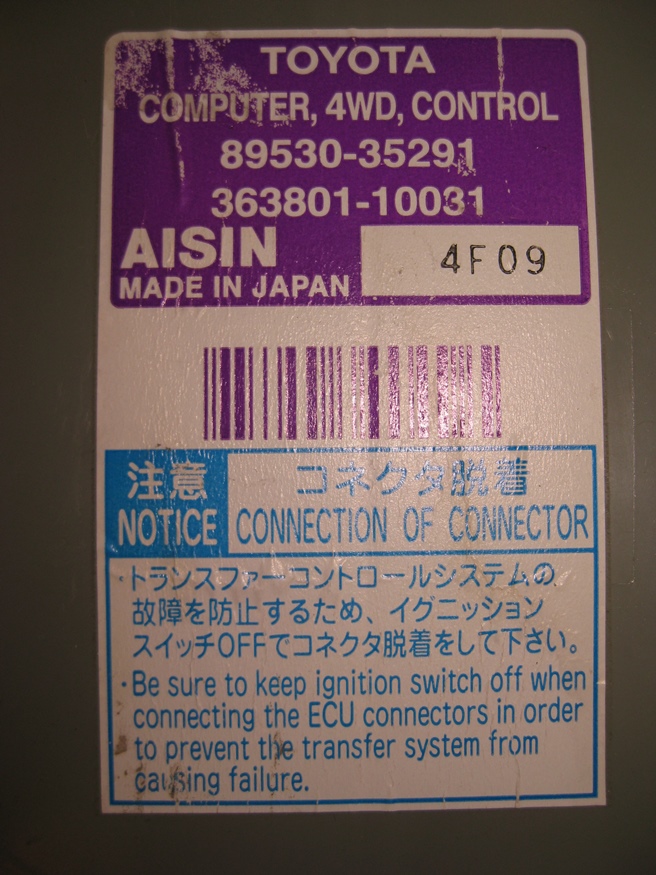 TOYOTA
COMPUTER, 4WD, CONTROL
89530-35291
363801-10031
AISIN
MADE IN JAPAN
4F09
注意
NOTICE
コネクタ脱着
CONNECTION OF CONNECTOR
・トランスファーコントロールシステムの
故障を防止するため、イグニッション
スイッチOFFでコネクタ脱着をして下さい。
・Be sure to keep ignition switch off when
connecting the ECU connectors in order
to prevent the transfer system from
causing failure.